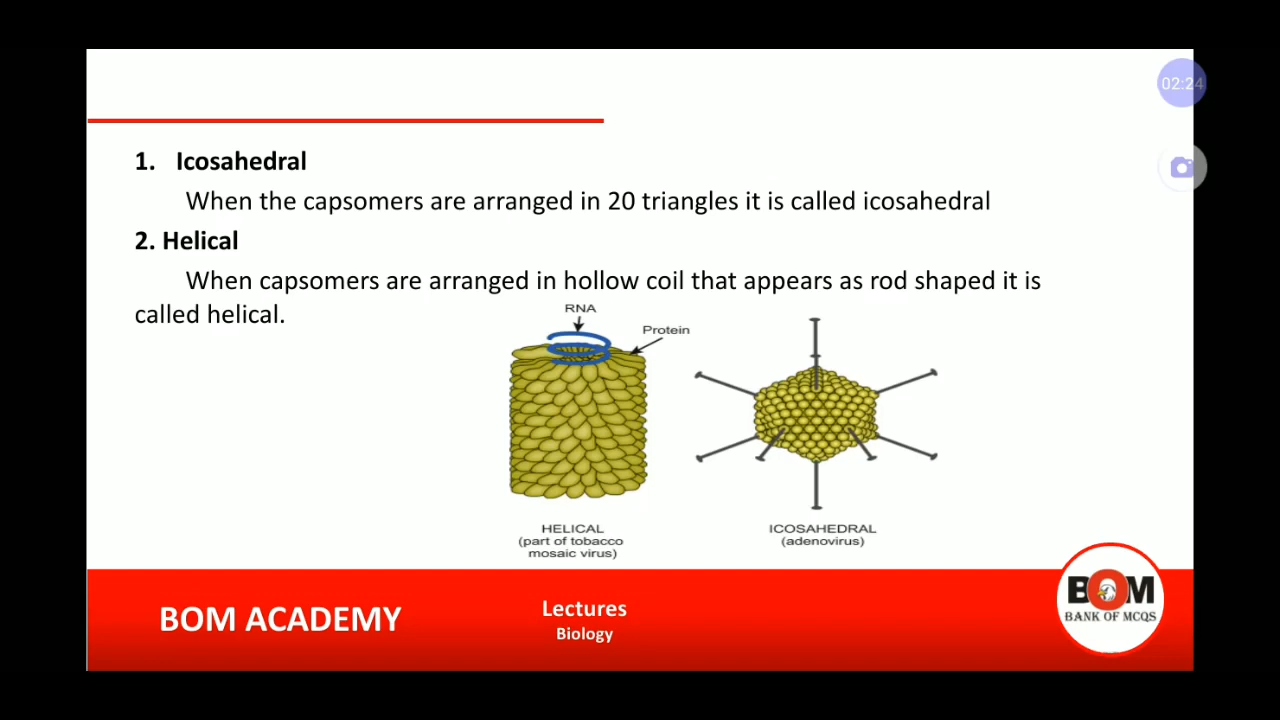 02:24
1. Icosahedral
When the capsomers are arranged in 20 triangles it is called icosahedral
2. Helical
When capsomers are arranged in hollow coil that appears as rod shaped it is
called helical.
RNA
Protein
HELICAL
(part of tobacco
mosaic virus)
ICOSAHEDRAL
(adenovirus)
BOM ACADEMY
Lectures
Biology
BOM
BANK OF MCQS